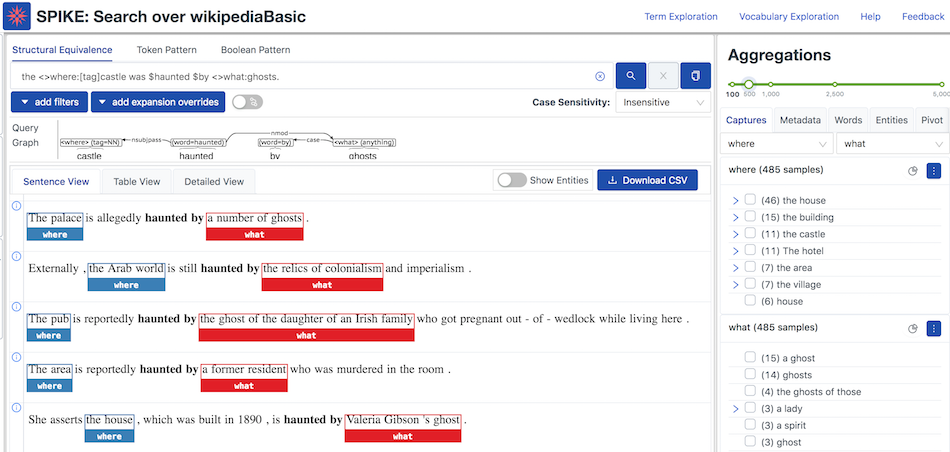 SPIKE: Search over wikipediaBasic
Term Exploration Vocabulary Exploration Help Feedback
Structural Equivalence Token Pattern Boolean Pattern
the <>where:[tag]castle was $haunted $by <>what:ghosts.
add filters add expansion overrides Case Sensitivity: Insensitive
Query
Graph
nmod
nsubjpass case
<where> (tag=NN) (word=haunted) (word=by) <what> (anything)
castle haunted by ghosts
Sentence View Table View Detailed View Show Entities Download CSV
The palace is allegedly haunted by a number of ghosts .
where what
Externally , the Arab world is still haunted by the relics of colonialism and imperialism .
where what
The pub is reportedly haunted by the ghost of the daughter of an Irish family who got pregnant out - of - wedlock while living here .
where what
The area is reportedly haunted by a former resident who was murdered in the room .
where what
She asserts the house , which was built in 1890 , is haunted by Valeria Gibson 's ghost .
where what
Aggregations
100 500 1,000 2,500 5,000
Captures Metadata Words Entities Pivot
where what
where (485 samples)
(46) the house
(15) the building
(11) the castle
(11) The hotel
(7) the area
(7) the village
(6) house
what (485 samples)
(15) a ghost
(14) ghosts
(4) the ghosts of those
(3) a lady
(3) a spirit
(3) ghost